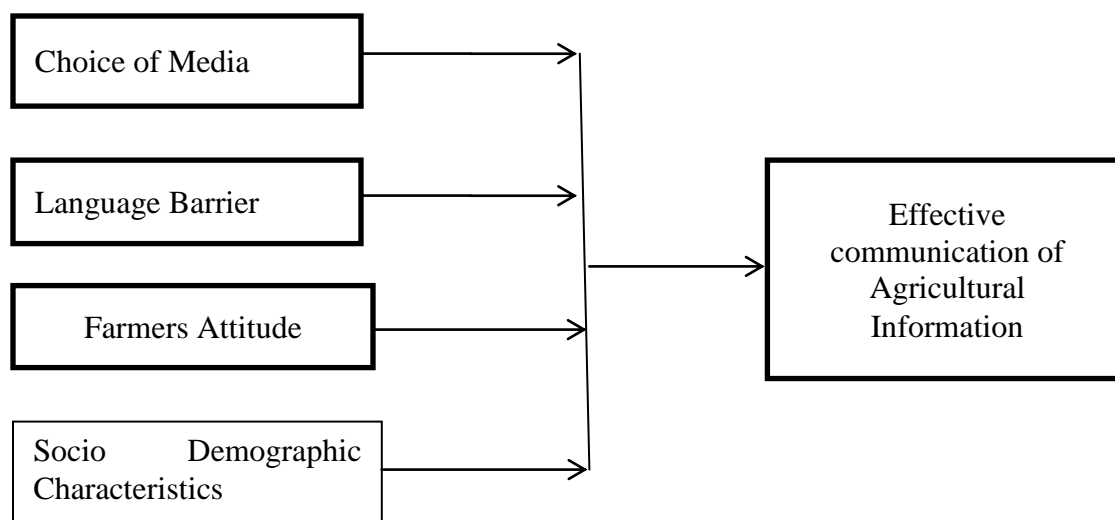 Choice of Media
Language Barrier
Farmers Attitude
Socio Demographic
Characteristics
Effective
communication of
Agricultural
Information